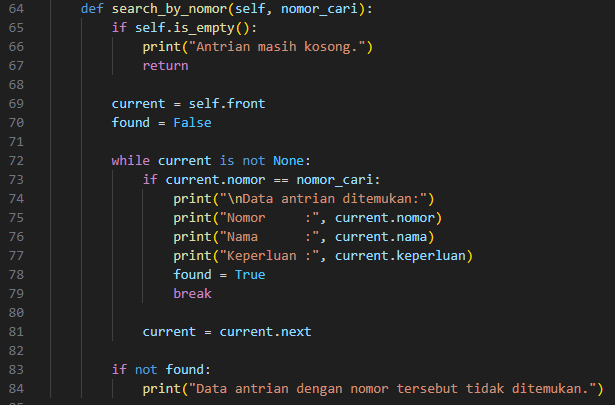 64 def search_by_nomor(self, nomor_cari):
65 if self.is_empty():
66 print("Antrian masih kosong.")
67 return
68
69 current = self.front
70 found = False
71
72 while current is not None:
73 if current.nomor == nomor_cari:
74 print("\nData antrian ditemukan:")
75 print("Nomor     :", current.nomor)
76 print("Nama      :", current.nama)
77 print("Keperluan :", current.keperluan)
78 found = True
79 break
80
81 current = current.next
82
83 if not found:
84 print("Data antrian dengan nomor tersebut tidak ditemukan.")